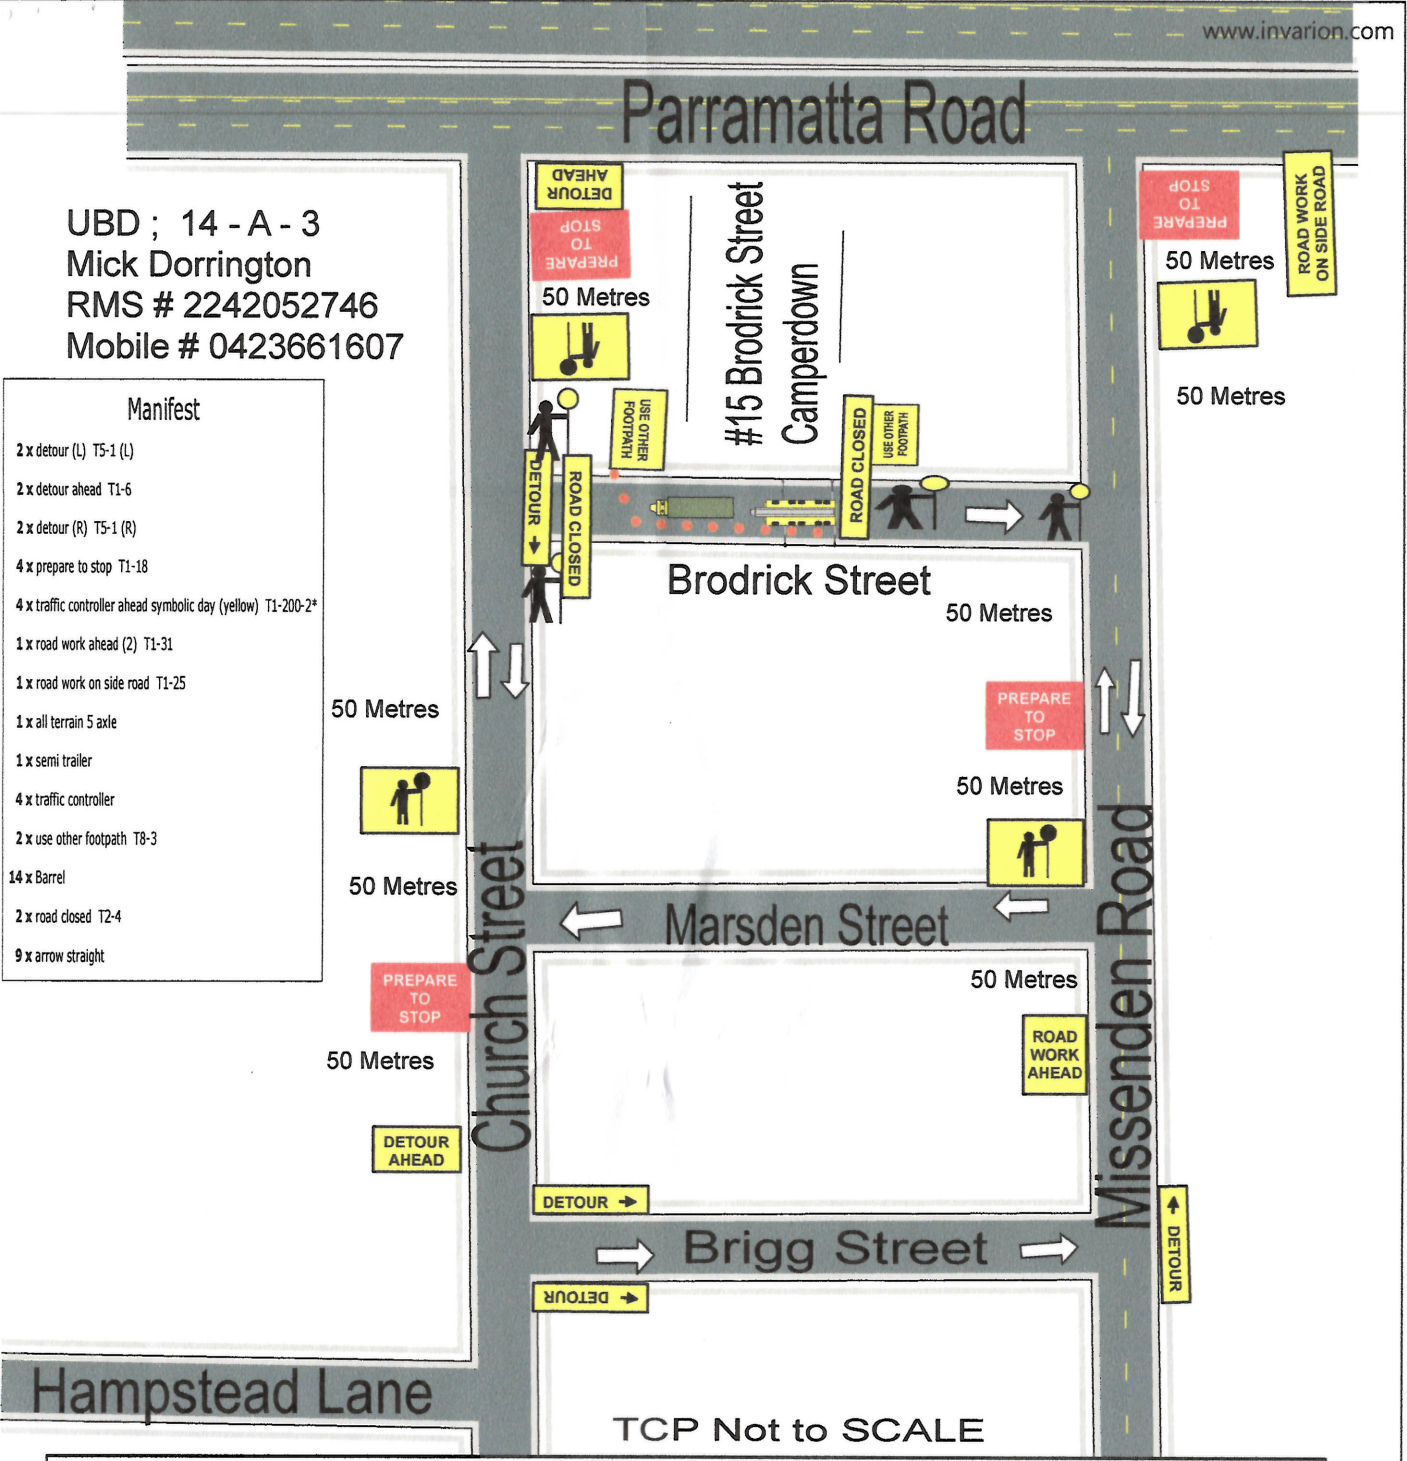 www.invarion.com
Parramatta Road
DETOUR
AHEAD
PREPARE
TO
STOP
50 Metres
#15 Brodrick Street
Camperdown
PREPARE
TO
STOP
50 Metres
ROAD WORK
ON SIDE ROAD
50 Metres
UBD ; 14 - A - 3
Mick Dorrington
RMS # 2242052746
Mobile # 0423661607
Manifest
2 x detour (L) T5-1 (L)
2 x detour ahead T1-6
2 x detour (R) T5-1 (R)
4 x prepare to stop T1-18
4 x traffic controller ahead symbolic day (yellow) T1-200-2*
1 x road work ahead (2) T1-31
1 x road work on side road T1-25
1 x all terrain 5 axle
1 x semi trailer
4 x traffic controller
2 x use other footpath T8-3
14 x Barrel
2 x road closed T2-4
9 x arrow straight
USE OTHER
FOOTPATH
DETOUR
ROAD CLOSED
ROAD CLOSED
USE OTHER
FOOTPATH
Brodrick Street
50 Metres
50 Metres
PREPARE
TO
STOP
50 Metres
50 Metres
Church Street
Marsden Street
Missenden Road
PREPARE
TO
STOP
50 Metres
50 Metres
ROAD
WORK
AHEAD
DETOUR
AHEAD
DETOUR
Brigg Street
DETOUR
DETOUR
Hampstead Lane
TCP Not to SCALE